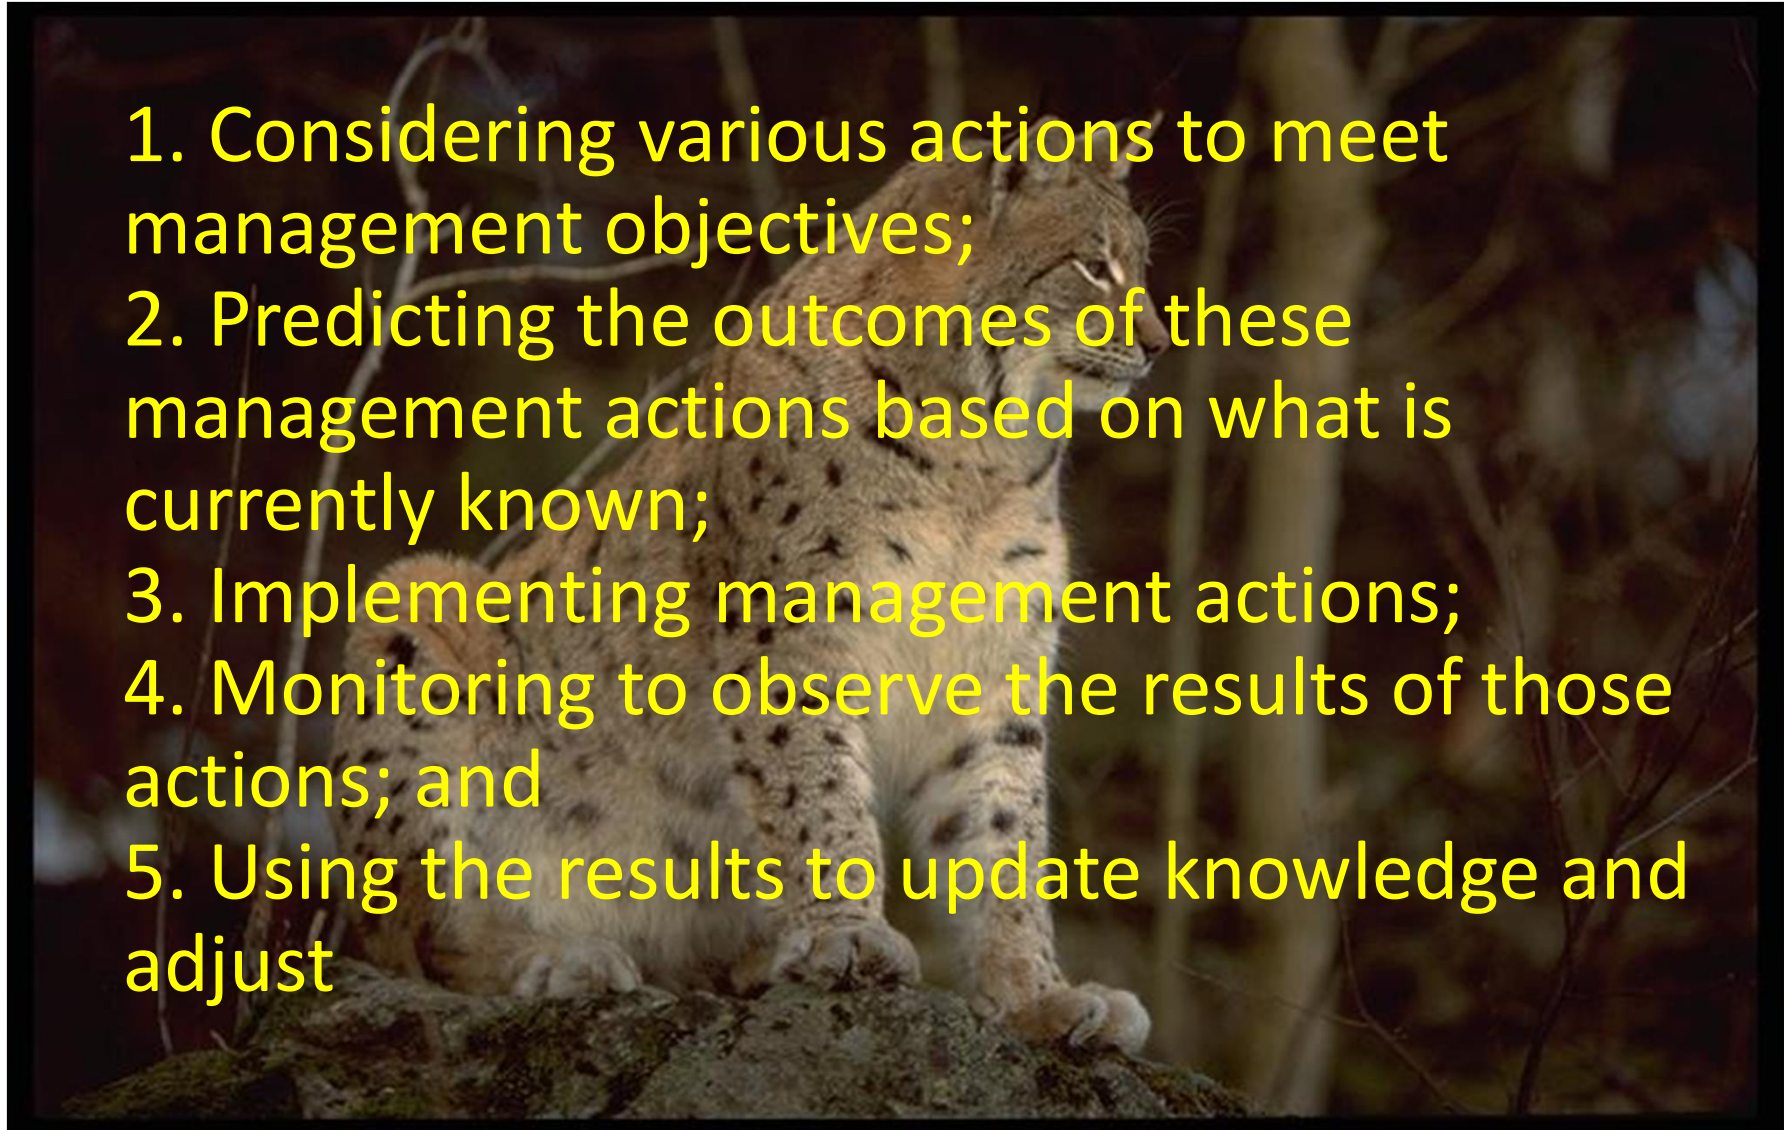 1. Considering various actions to meet
management objectives;
2. Predicting the outcomes of these
management actions based on what is
currently known;
3. Implementing management actions;
4. Monitoring to observe the results of those
actions; and
5. Using the results to update knowledge and
adjust